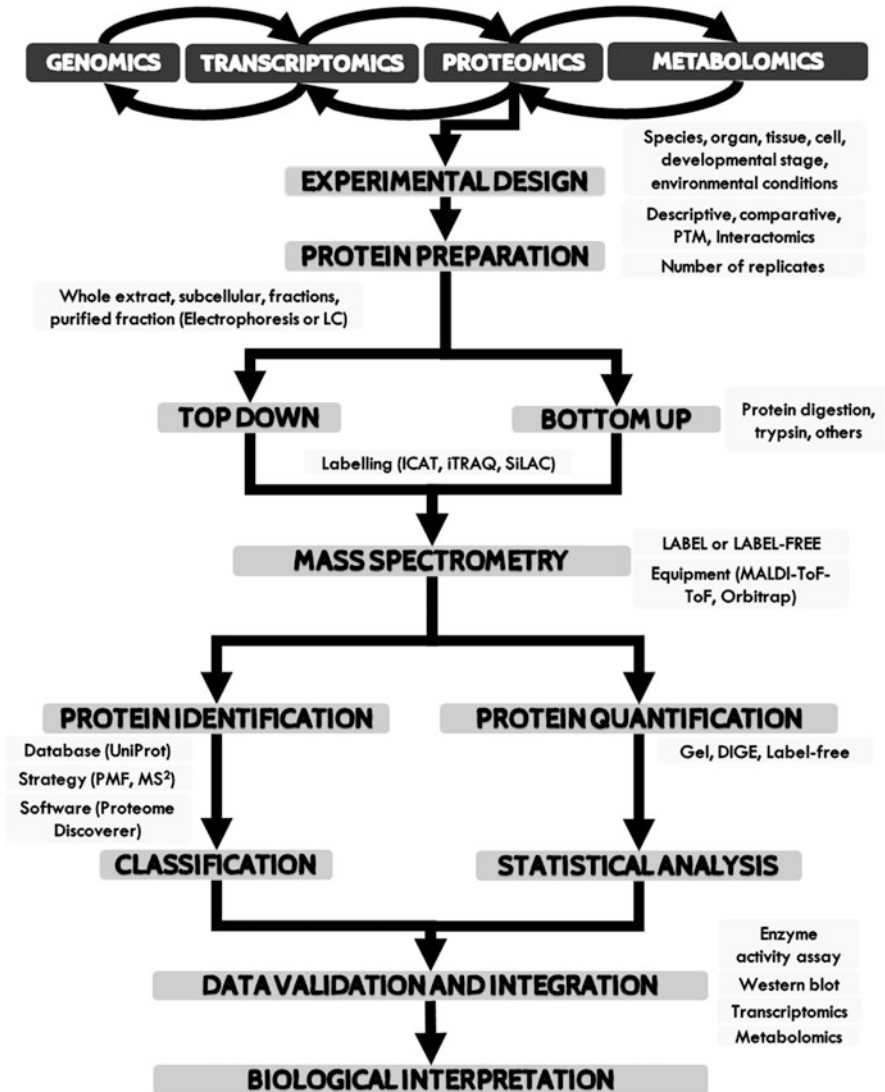 GENOMICS
TRANSCRIPTOMICS
PROTEOMICS
METABOLOMICS
Species, organ, tissue, cell,
developmental stage,
environmental conditions
EXPERIMENTAL DESIGN
Descriptive, comparative,
PTM, Interactomics
PROTEIN PREPARATION
Number of replicates
Whole extract, subcellular, fractions,
purified fraction (Electrophoresis or LC)
TOP DOWN
BOTTOM UP
Protein digestion,
trypsin, others
Labelling (ICAT, iTRAQ, SiLAC)
MASS SPECTROMETRY
LABEL or LABEL-FREE
Equipment (MALDI-ToF-
ToF, Orbitrap)
PROTEIN IDENTIFICATION
PROTEIN QUANTIFICATION
Database (UniProt)
Strategy (PMF, MS²)
Software (Proteome
Discoverer)
Gel, DIGE, Label-free
CLASSIFICATION
STATISTICAL ANALYSIS
Enzyme
activity assay
DATA VALIDATION AND INTEGRATION
Western blot
Transcriptomics
Metabolomics
BIOLOGICAL INTERPRETATION